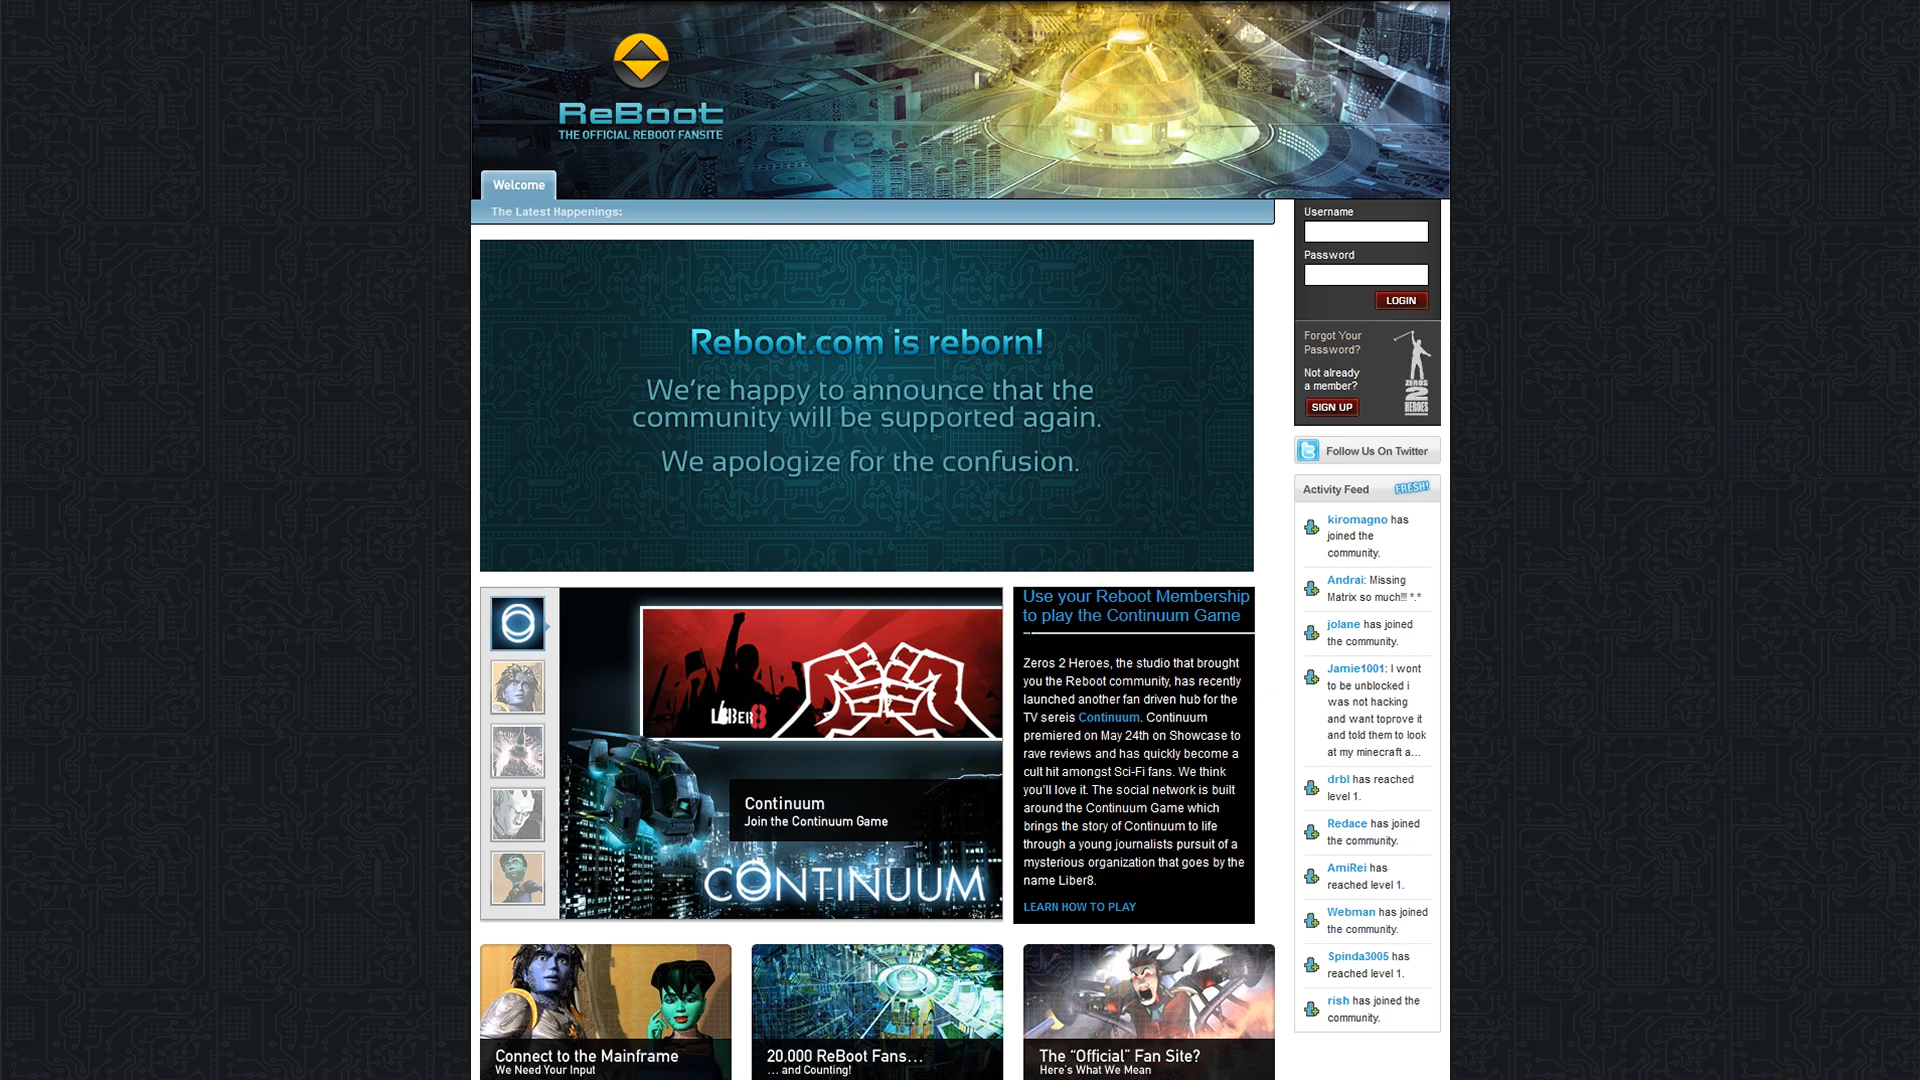 ReBoot
THE OFFICIAL REBOOT FANSITE
Welcome
The Latest Happenings:
Reboot.com is reborn!
We're happy to announce that the
community will be supported again.
We apologize for the confusion.
LIBER8
Continuum
Join the Continuum Game
CONTINUUM
Use your Reboot Membership
to play the Continuum Game
Zeros 2 Heroes, the studio that brought
you the Reboot community, has recently
launched another fan driven hub for the
TV sereis Continuum. Continuum
premiered on May 24th on Showcase to
rave reviews and has quickly become a
cult hit amongst Sci-Fi fans. We think
you'll love it. The social network is built
around the Continuum Game which
brings the story of Continuum to life
through a young journalists pursuit of a
mysterious organization that goes by the
name Liber8.
LEARN HOW TO PLAY
Connect to the Mainframe
We Need Your Input
20,000 ReBoot Fans...
... and Counting!
The “Official” Fan Site?
Here's What We Mean
Username
Password
LOGIN
Forgot Your
Password?
Not already
a member?
SIGN UP
ZEROS
2
HEROES
Follow Us On Twitter
Activity Feed
FRESH!
kiromagno has
joined the
community.
Andrai: Missing
Matrix so much!!! *.*
jolane has joined
the community.
Jamie1001: I wont
to be unblocked i
was not hacking
and want toprove it
and told them to look
at my minecraft a...
drbl has reached
level 1.
Redace has joined
the community.
AmiRei has
reached level 1.
Webman has joined
the community.
Spinda3005 has
reached level 1.
rish has joined the
community.